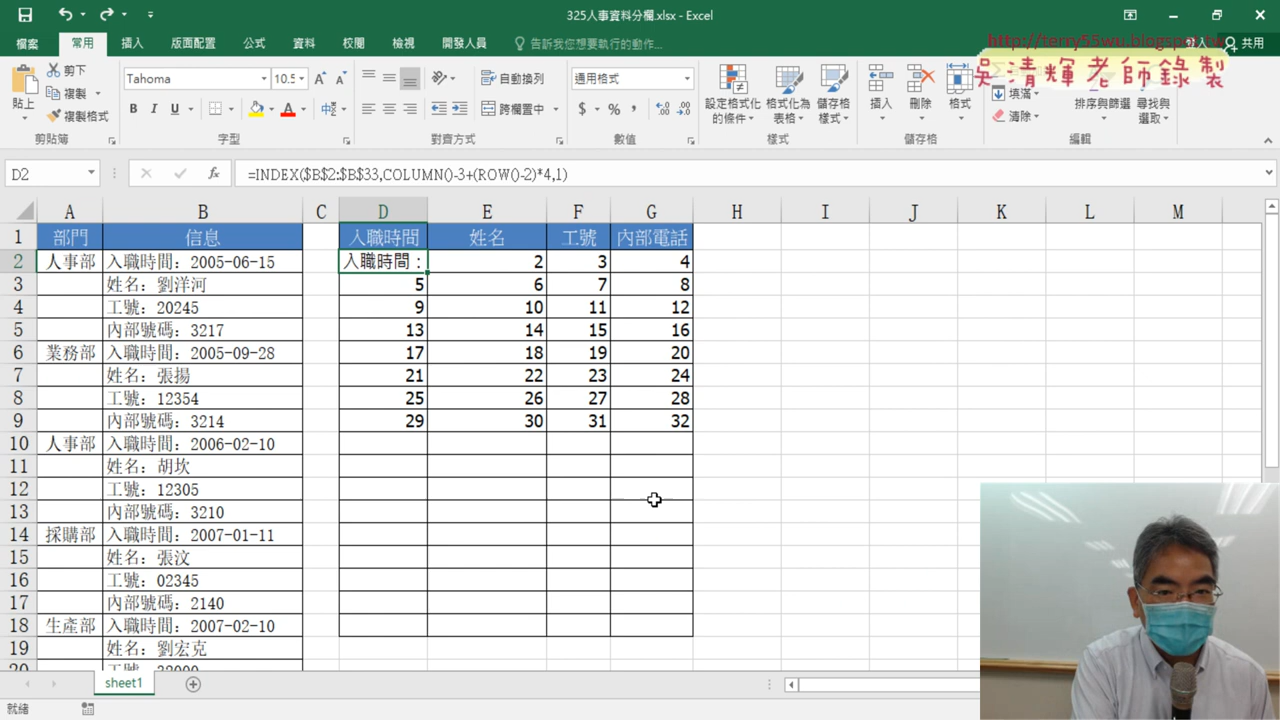 325人事資料分欄.xlsx - Excel
檔案 常用 插入 版面配置 公式 資料 校閱 檢視 開發人員 告訴我您想要執行的動作... 登入 共用
http://terry55wu.blogspot.tw
吳清輝老師錄製
貼上 剪下 複製 複製格式
Tahoma 10.5
B I U
自動換列 跨欄置中
通用格式
$ % ,
設定格式化的條件 格式化為表格 儲存格樣式
插入 刪除 格式
填滿 清除 排序與篩選 尋找與選取
剪貼簿 字型 對齊方式 數值 樣式 儲存格 編輯
D2 fx =INDEX($B$2:$B$33,COLUMN()-3+(ROW()-2)*4,1)
A B C D E F G H I J K L M
1 部門 信息 入職時間 姓名 工號 內部電話
2 人事部 入職時間: 2005-06-15 入職時間: 2 3 4
3 姓名: 劉洋河 5 6 7 8
4 工號: 20245 9 10 11 12
5 內部號碼: 3217 13 14 15 16
6 業務部 入職時間: 2005-09-28 17 18 19 20
7 姓名: 張揚 21 22 23 24
8 工號: 12354 25 26 27 28
9 內部號碼: 3214 29 30 31 32
10 人事部 入職時間: 2006-02-10
11 姓名: 胡坎
12 工號: 12305
13 內部號碼: 3210
14 採購部 入職時間: 2007-01-11
15 姓名: 張汶
16 工號: 02345
17 內部號碼: 2140
18 生產部 入職時間: 2007-02-10
19 姓名: 劉宏克
sheet1
就緒